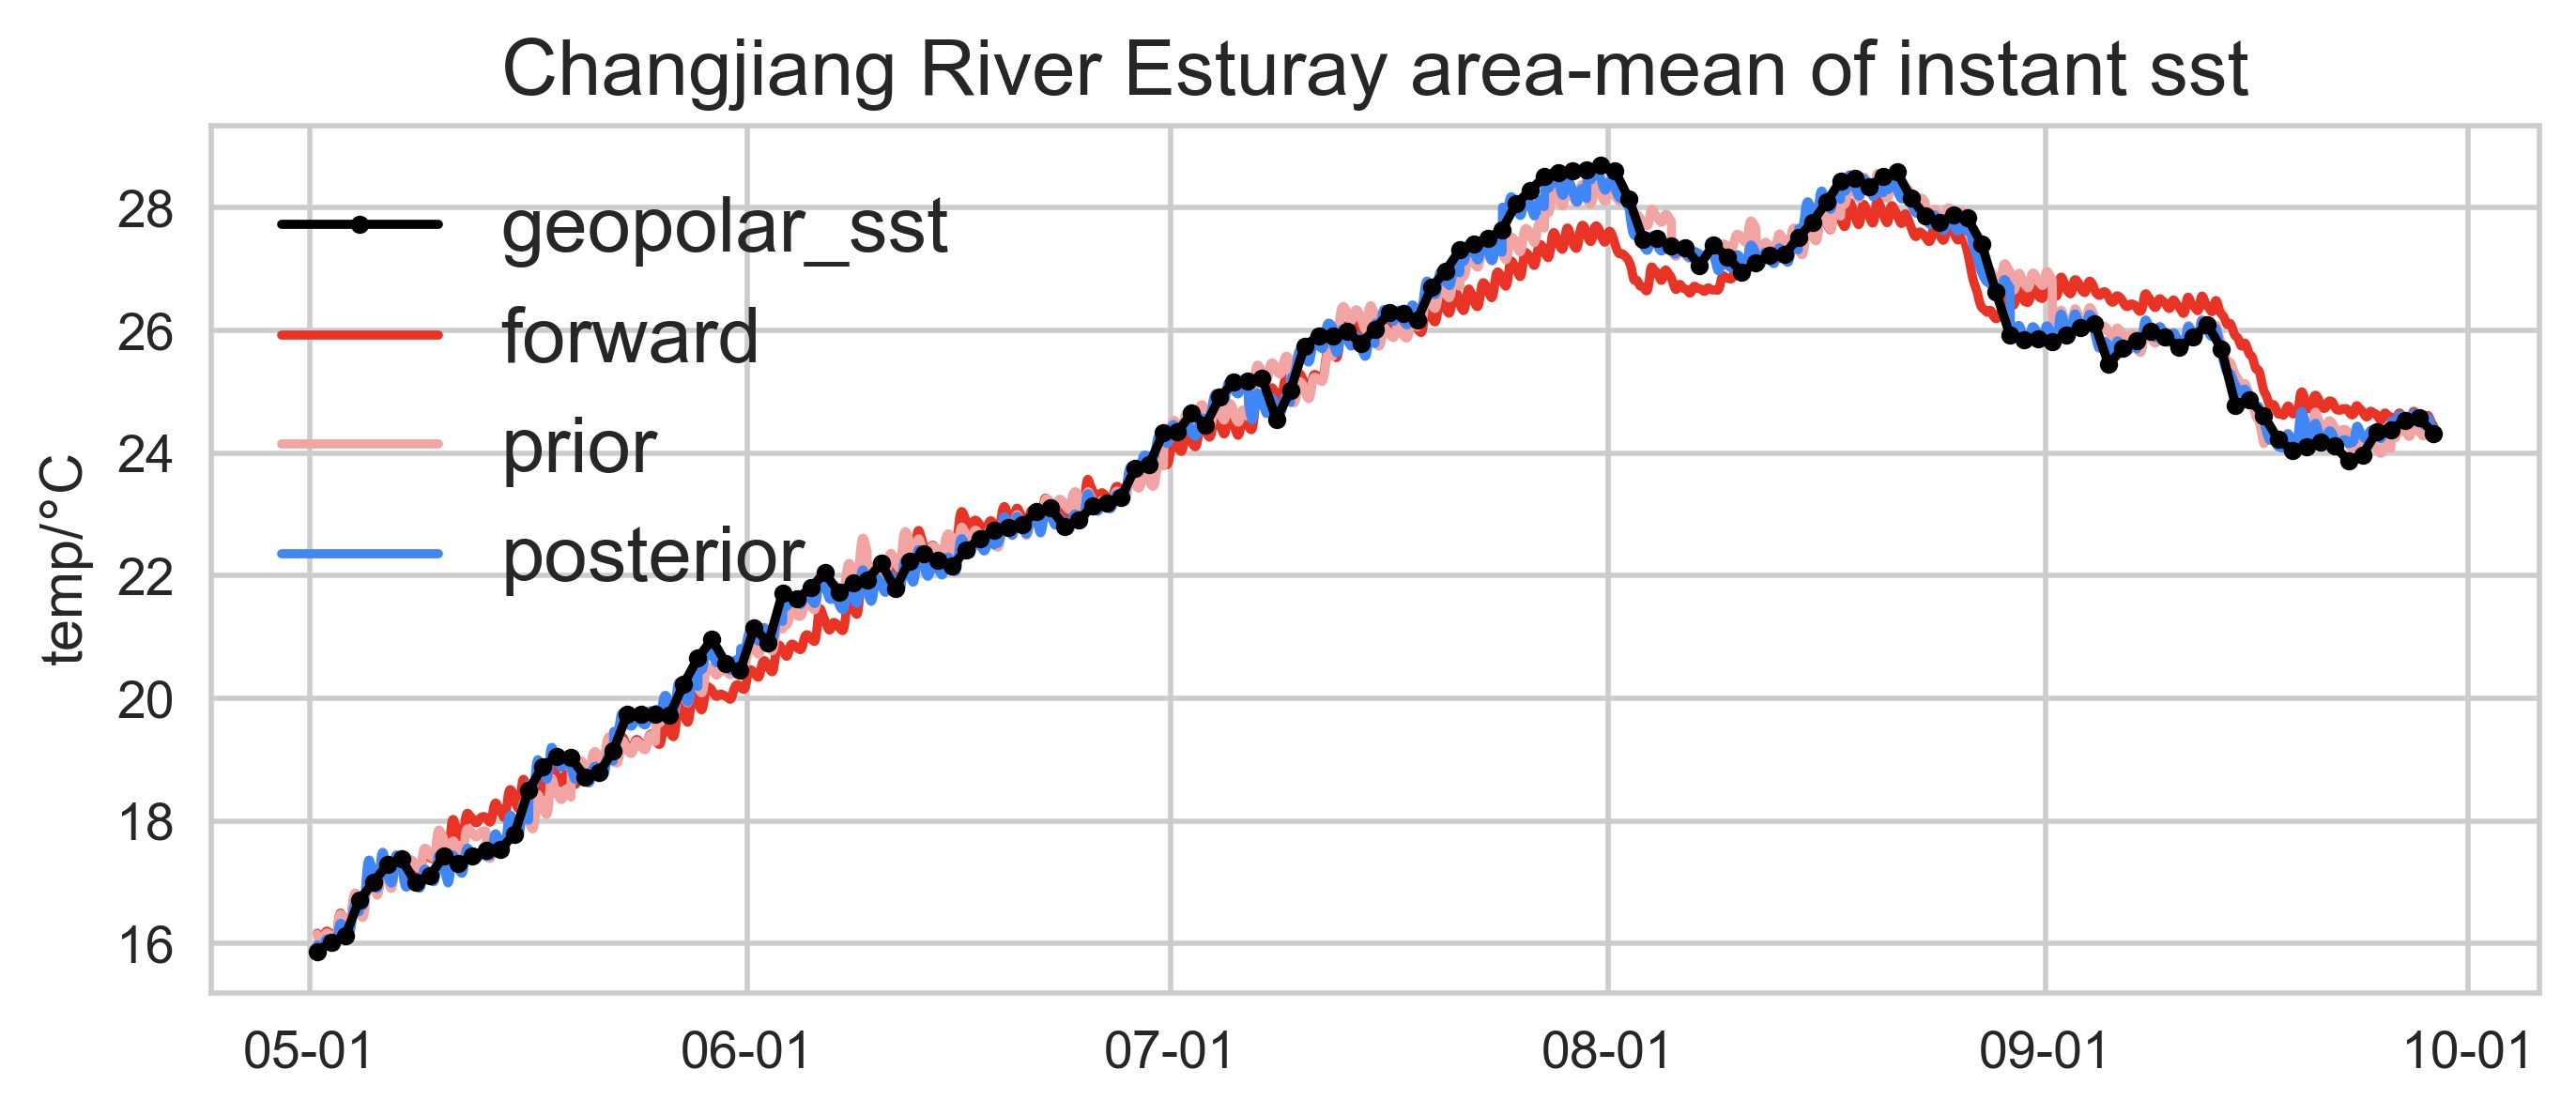 Changjiang River Esturay area-mean of instant sst
geopolar_sst
forward
prior
posterior
temp/°C
28
26
24
22
20
18
16
05-01 06-01 07-01 08-01 09-01 10-01